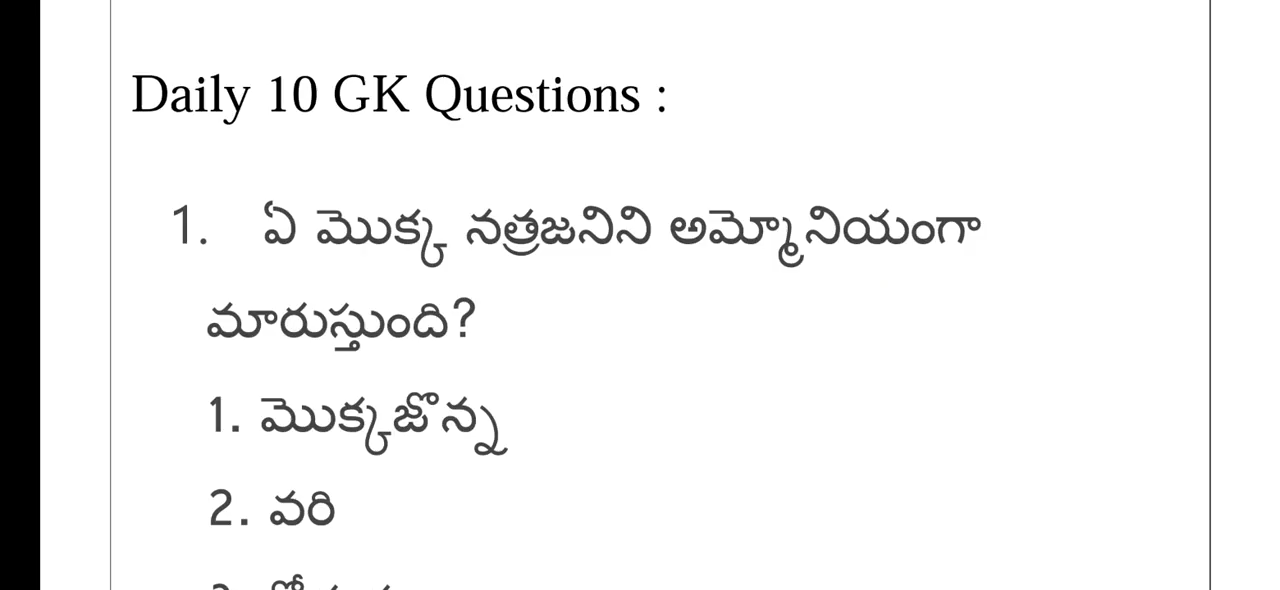 Daily 10 GK Questions :
1. ఏ మొక్క నత్రజనిని అమ్మోనియంగా
మారుస్తుంది?
1. మొక్కజొన్న
2. వరి